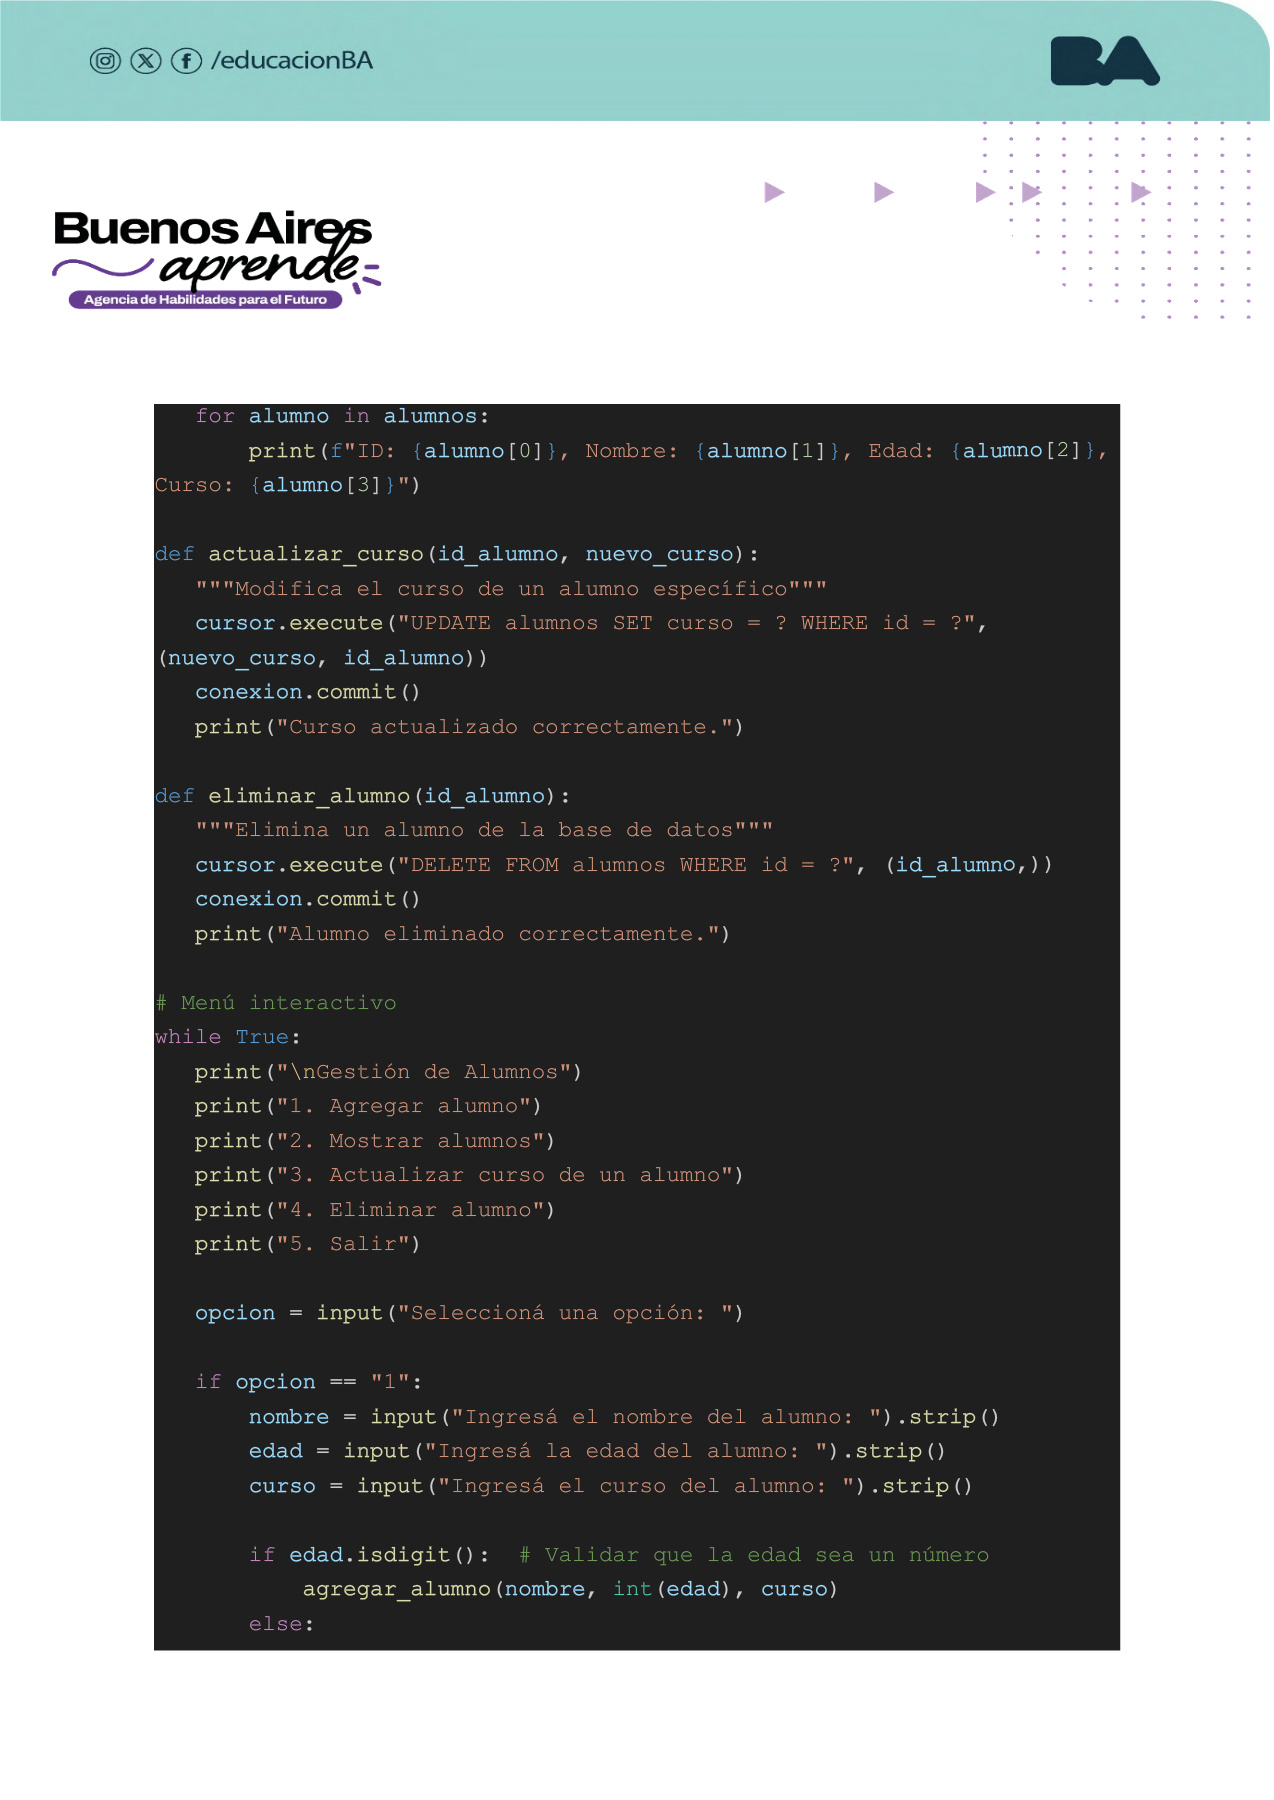 /educacionBA
BA
Buenos Aires
aprende
Agencia de Habilidades para el Futuro
   for alumno in alumnos:
       print(f"ID: {alumno[0]}, Nombre: {alumno[1]}, Edad: {alumno[2]},
Curso: {alumno[3]}")

def actualizar_curso(id_alumno, nuevo_curso):
   """Modifica el curso de un alumno específico"""
   cursor.execute("UPDATE alumnos SET curso = ? WHERE id = ?",
(nuevo_curso, id_alumno))
   conexion.commit()
   print("Curso actualizado correctamente.")

def eliminar_alumno(id_alumno):
   """Elimina un alumno de la base de datos"""
   cursor.execute("DELETE FROM alumnos WHERE id = ?", (id_alumno,))
   conexion.commit()
   print("Alumno eliminado correctamente.")

# Menú interactivo
while True:
   print("\nGestión de Alumnos")
   print("1. Agregar alumno")
   print("2. Mostrar alumnos")
   print("3. Actualizar curso de un alumno")
   print("4. Eliminar alumno")
   print("5. Salir")

   opcion = input("Seleccioná una opción: ")

   if opcion == "1":
       nombre = input("Ingresá el nombre del alumno: ").strip()
       edad = input("Ingresá la edad del alumno: ").strip()
       curso = input("Ingresá el curso del alumno: ").strip()

       if edad.isdigit():  # Validar que la edad sea un número
           agregar_alumno(nombre, int(edad), curso)
       else: